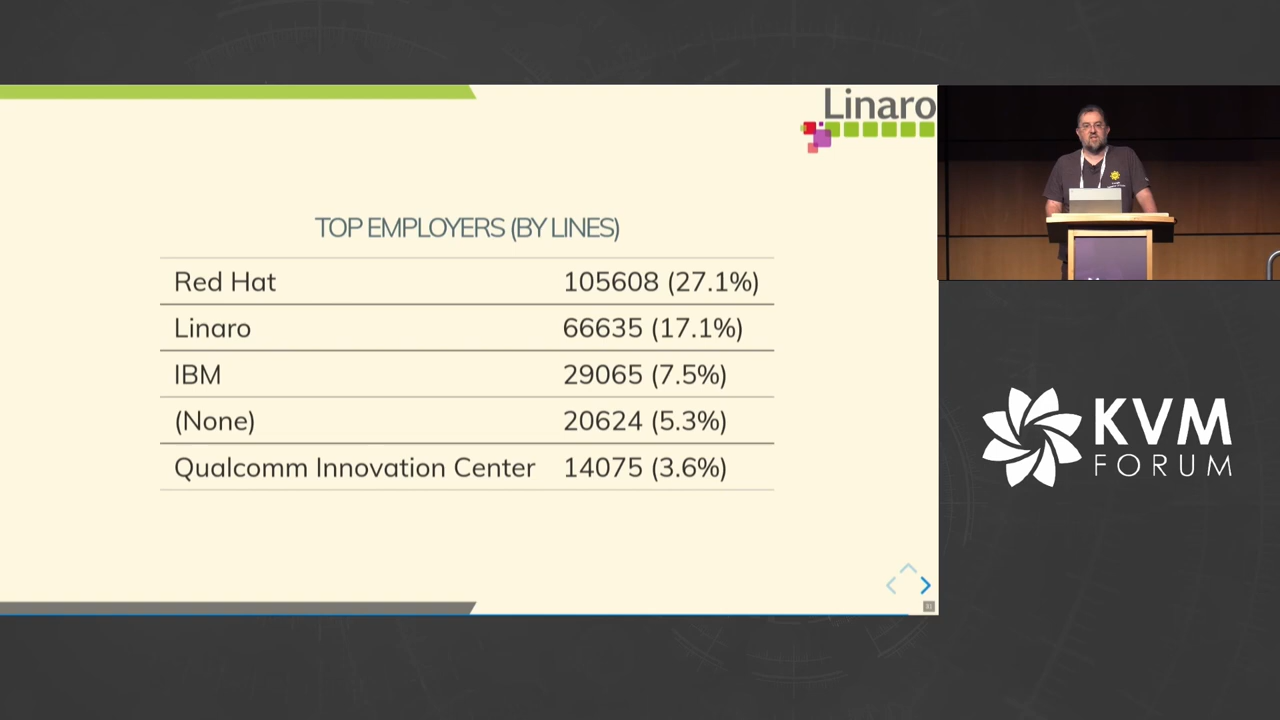 Linaro
TOP EMPLOYERS (BY LINES)
Red Hat 105608 (27.1%)
Linaro 66635 (17.1%)
IBM 29065 (7.5%)
(None) 20624 (5.3%)
Qualcomm Innovation Center 14075 (3.6%)
KVM
FORUM